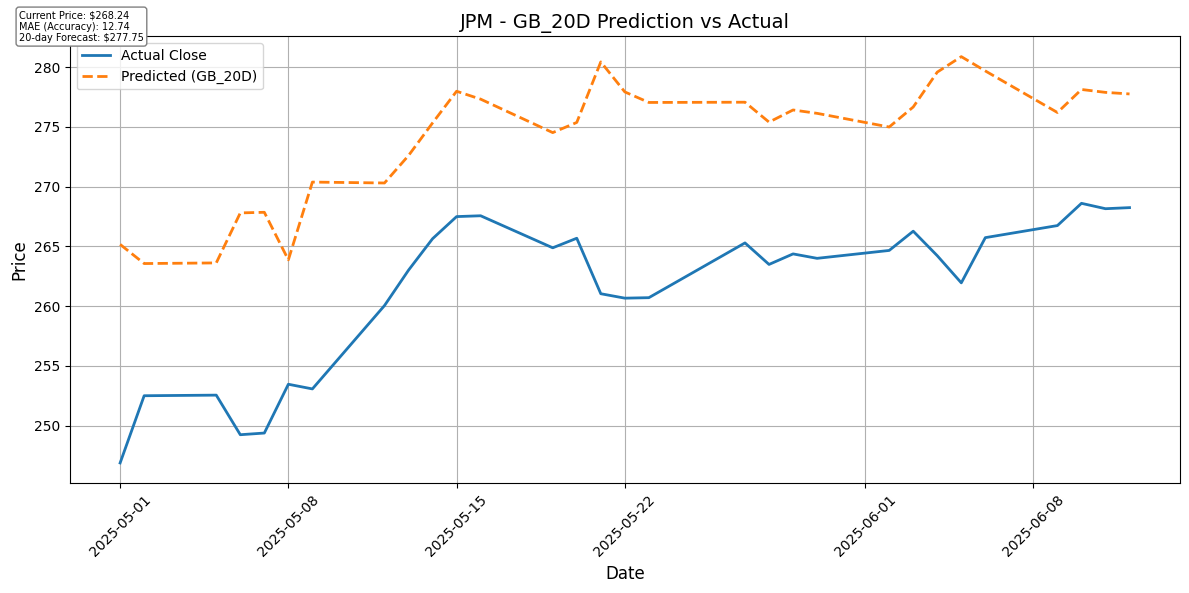 JPM - GB_20D Prediction vs Actual
Current Price: $268.24
MAE (Accuracy): 12.74
20-day Forecast: $277.75
Actual Close
Predicted (GB_20D)
280
275
270
265
260
255
250
Price
2025-05-01
2025-05-08
2025-05-15
2025-05-22
2025-06-01
2025-06-08
Date